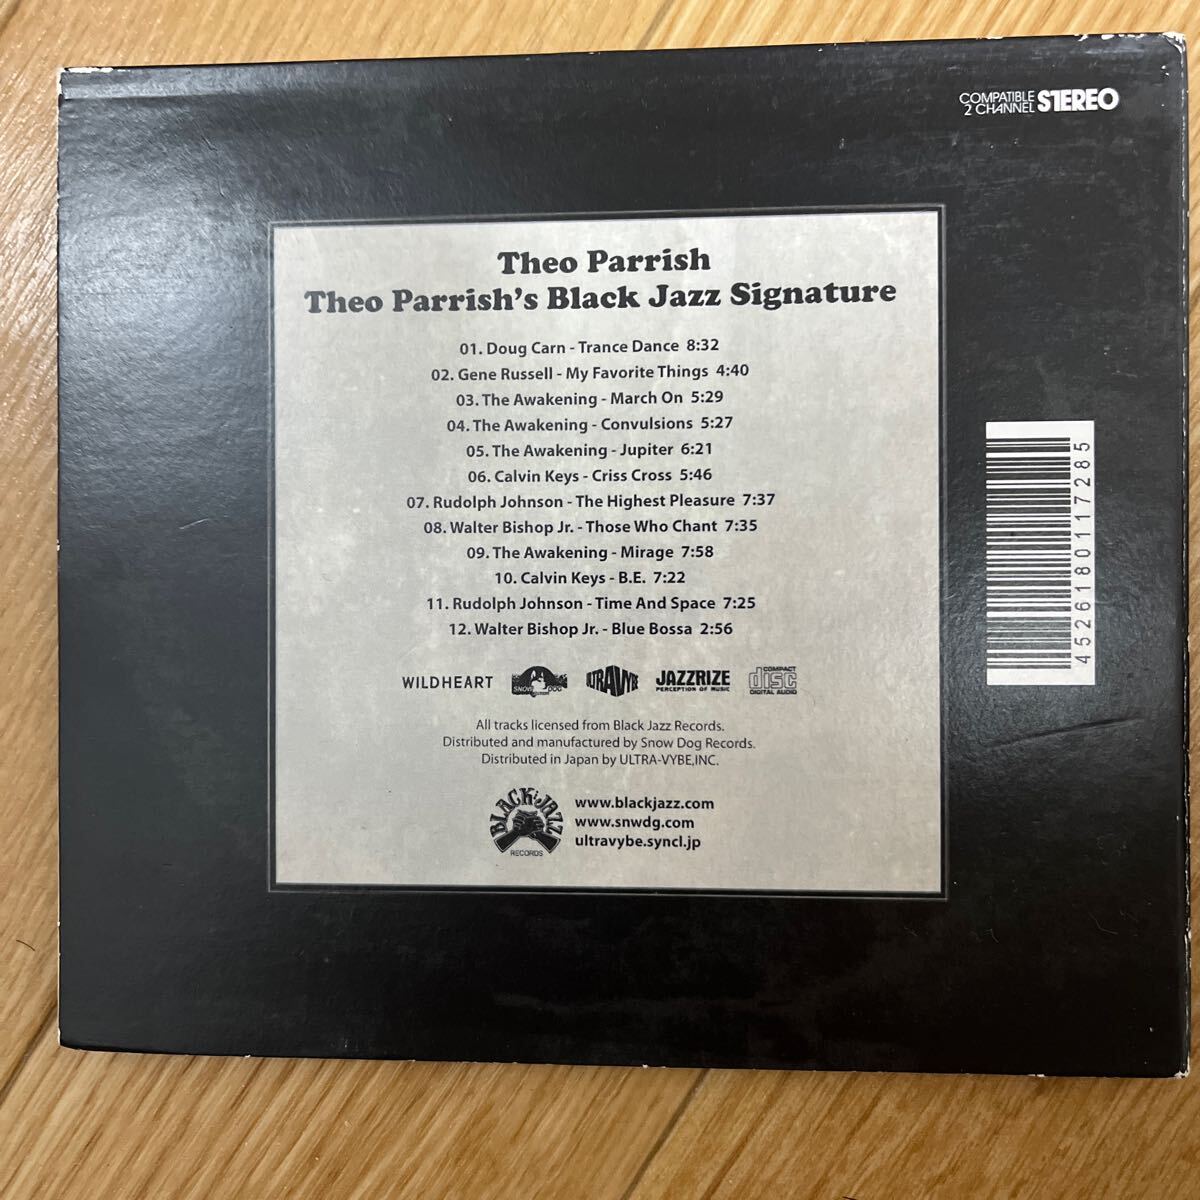 COMPATIBLE
2 CHANNEL STEREO
Theo Parrish
Theo Parrish's Black Jazz Signature
01. Doug Carn - Trance Dance 8:32
02. Gene Russell - My Favorite Things 4:40
03. The Awakening - March On 5:29
04. The Awakening - Convulsions 5:27
05. The Awakening - Jupiter 6:21
06. Calvin Keys - Criss Cross 5:46
07. Rudolph Johnson - The Highest Pleasure 7:37
08. Walter Bishop Jr. - Those Who Chant 7:35
09. The Awakening - Mirage 7:58
10. Calvin Keys - B.E. 7:22
11. Rudolph Johnson - Time And Space 7:25
12. Walter Bishop Jr. - Blue Bossa 2:56
WILDHEART
SNOW DOG
ULTRAVYBE
JAZZRIZE
PERCEPTION OF MUSIC
COMPACT
disc
DIGITAL AUDIO
All tracks licensed from Black Jazz Records.
Distributed and manufactured by Snow Dog Records.
Distributed in Japan by ULTRA-VYBE,INC.
BLACK JAZZ
RECORDS
www.blackjazz.com
www.snwdg.com
ultravybe.syncl.jp
4526180117285